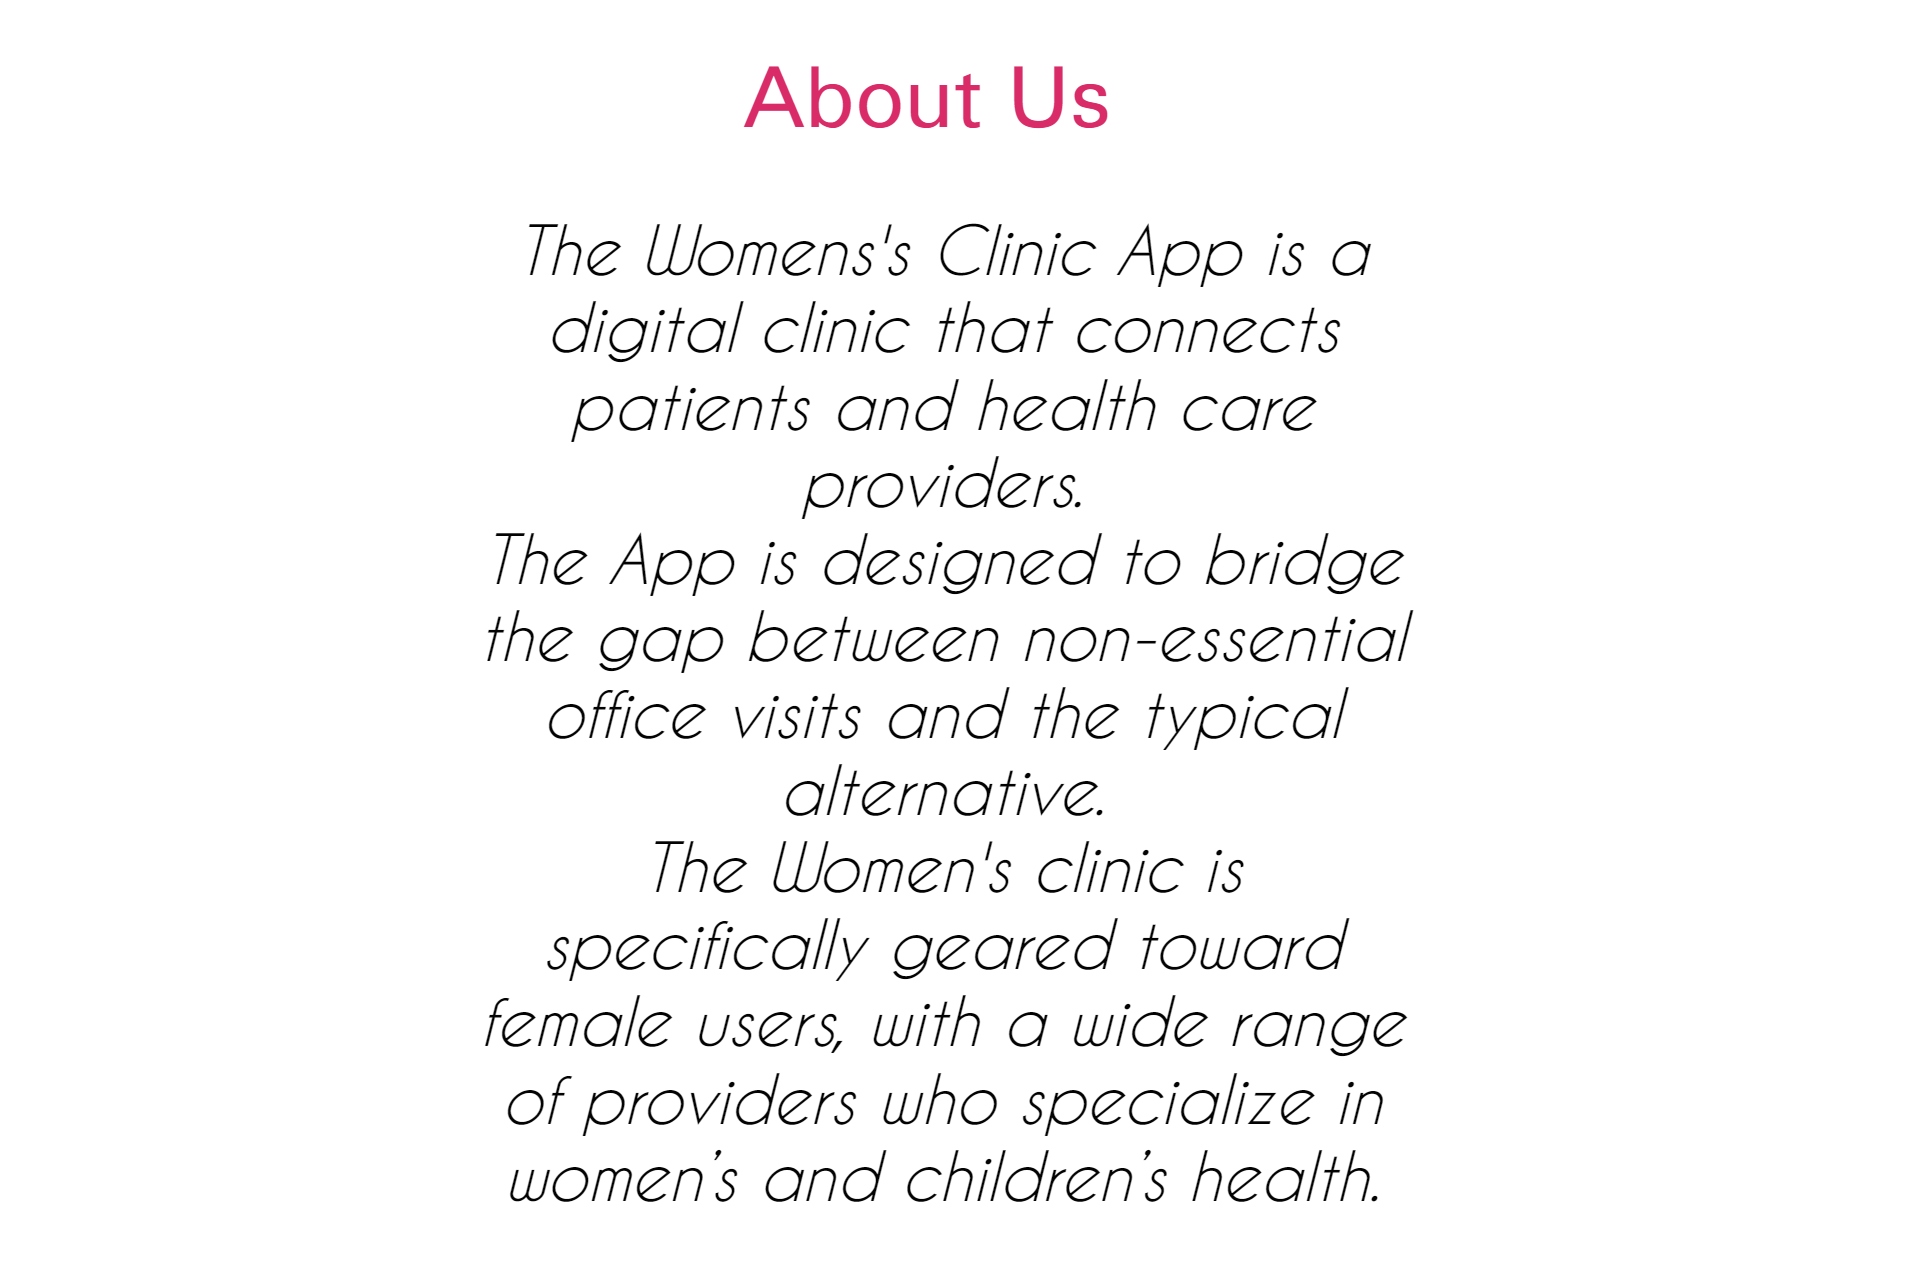 About Us
The Womens's Clinic App is a
digital clinic that connects
patients and health care
providers.
The App is designed to bridge
the gap between non-essential
office visits and the typical
alternative.
The Women's clinic is
specifically geared toward
female users, with a wide range
of providers who specialize in
women’s and children’s health.